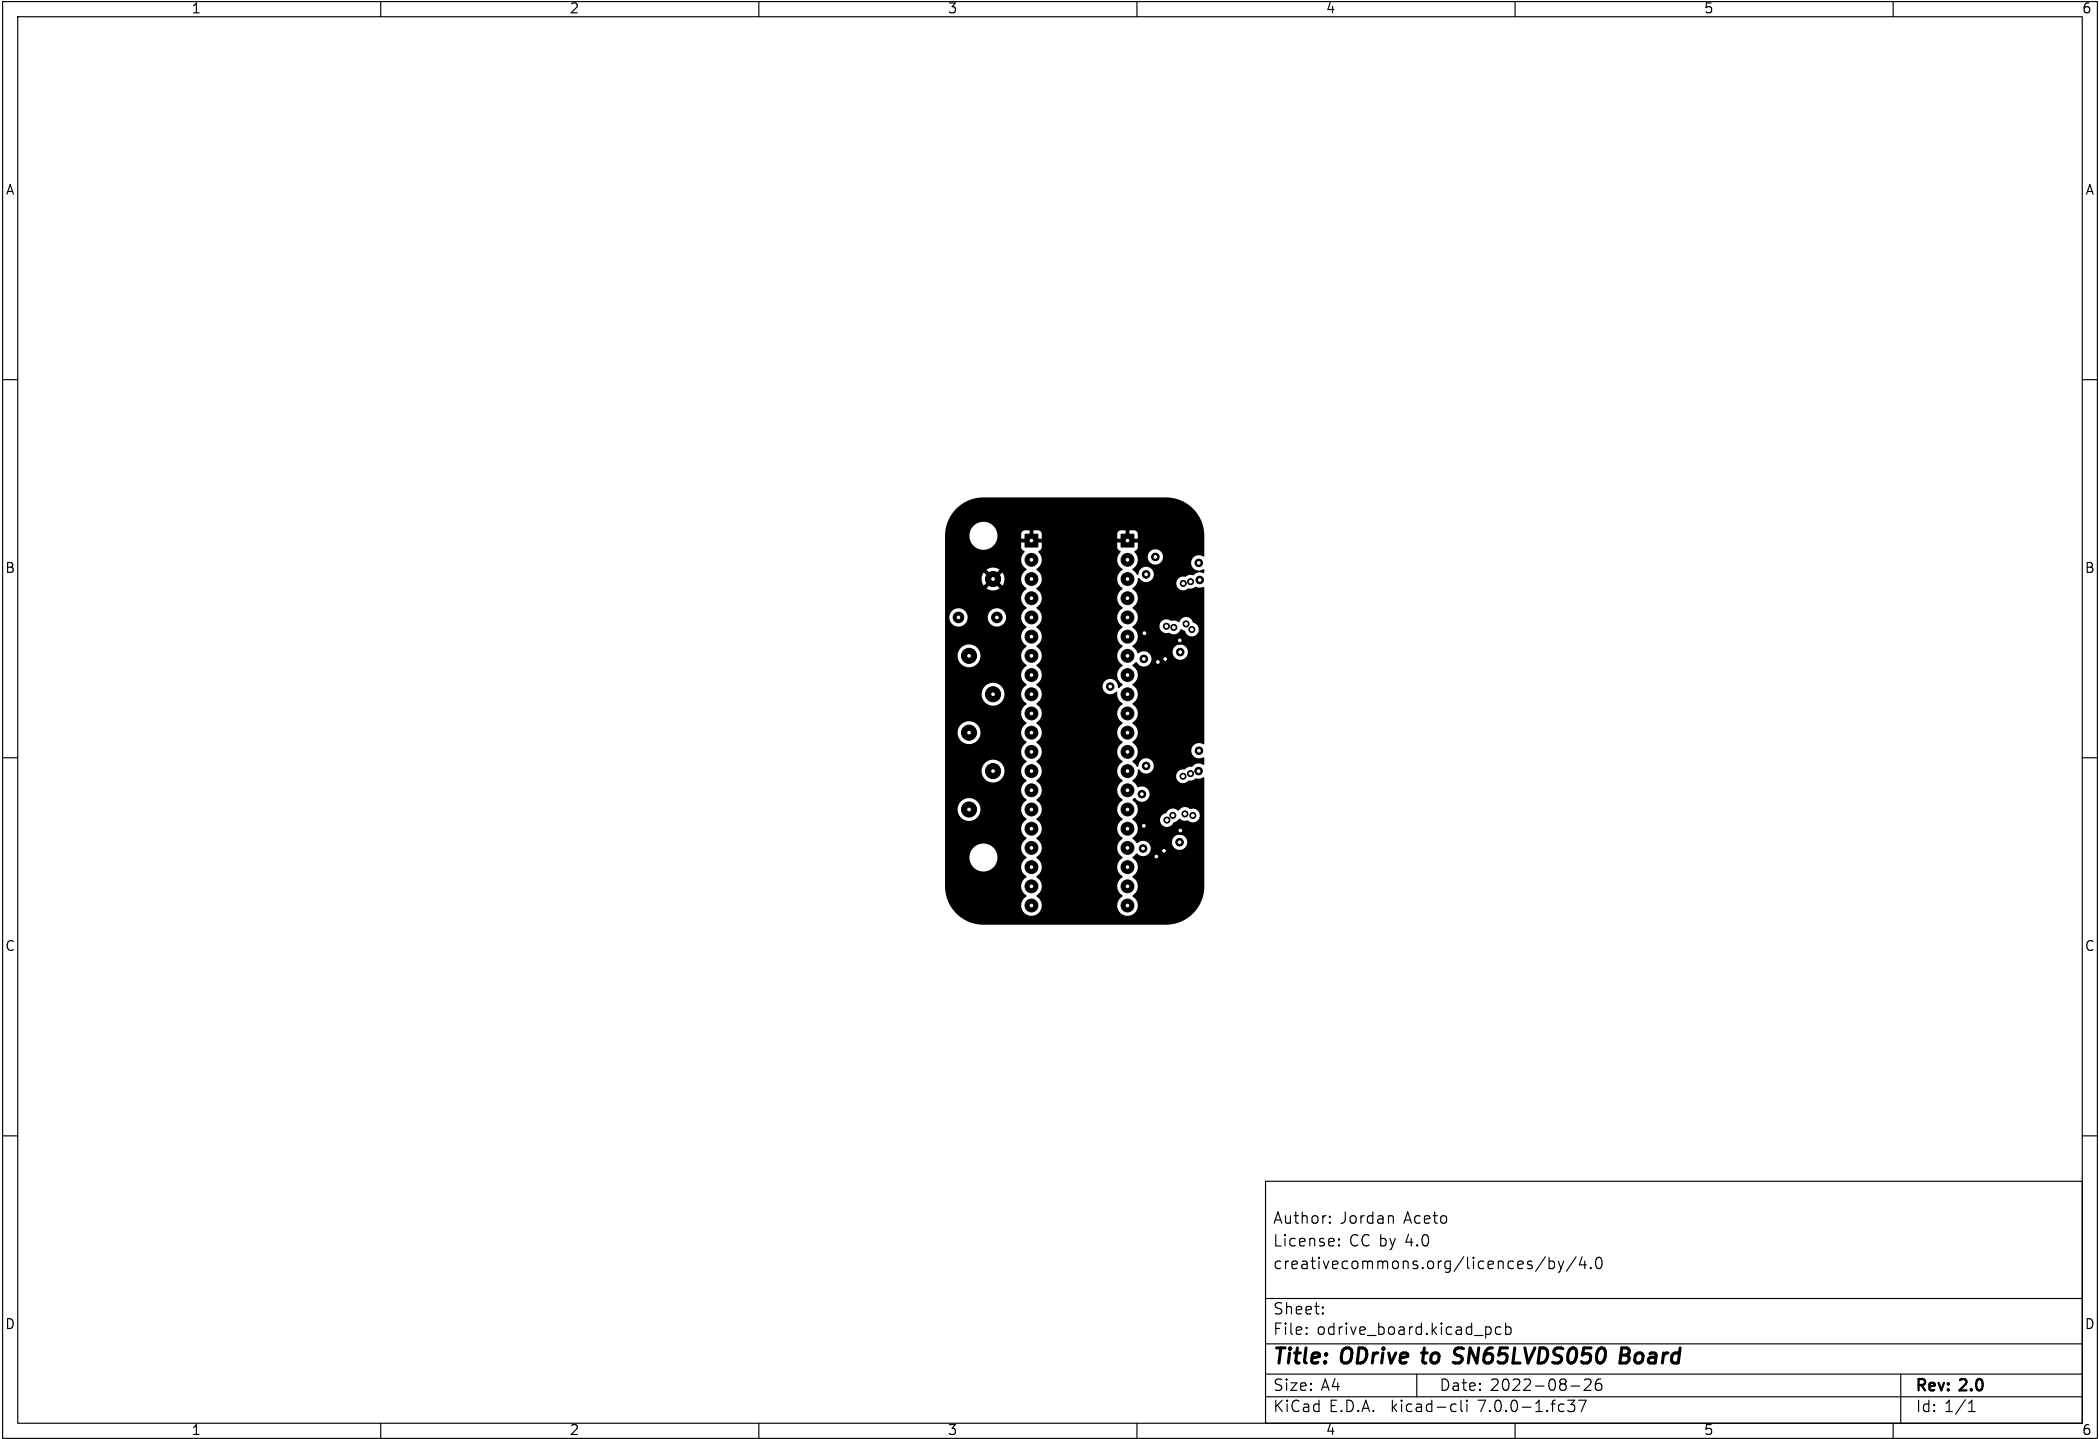 1 2 3 4 5 6
A A
B B
C C
Author: Jordan Aceto
License: CC by 4.0
creativecommons.org/licences/by/4.0
Sheet:
D D
File: odrive_board.kicad_pcb
Title: ODrive to SN65LVDS050 Board
Size: A4 Date: 2022-08-26 Rev: 2.0
KiCad E.D.A. kicad-cli 7.0.0-1.fc37 Id: 1/1
1 2 3 4 5 6